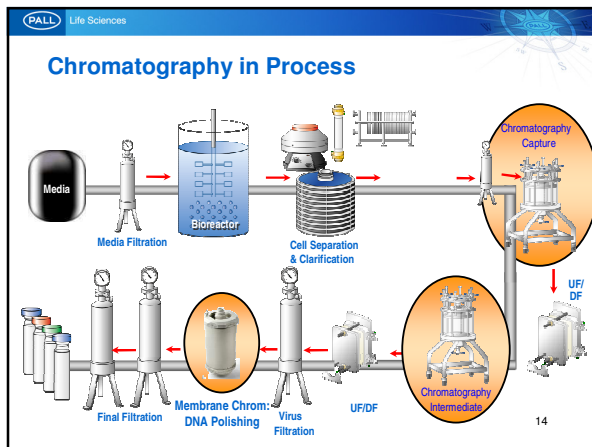 PALL Life Sciences
Chromatography in Process
Media
Media Filtration
Bioreactor
Cell Separation
& Clarification
Chromatography
Capture
UF/
DF
Final Filtration
Membrane Chrom:
DNA Polishing
Virus
Filtration
UF/DF
Chromatography
Intermediate
14